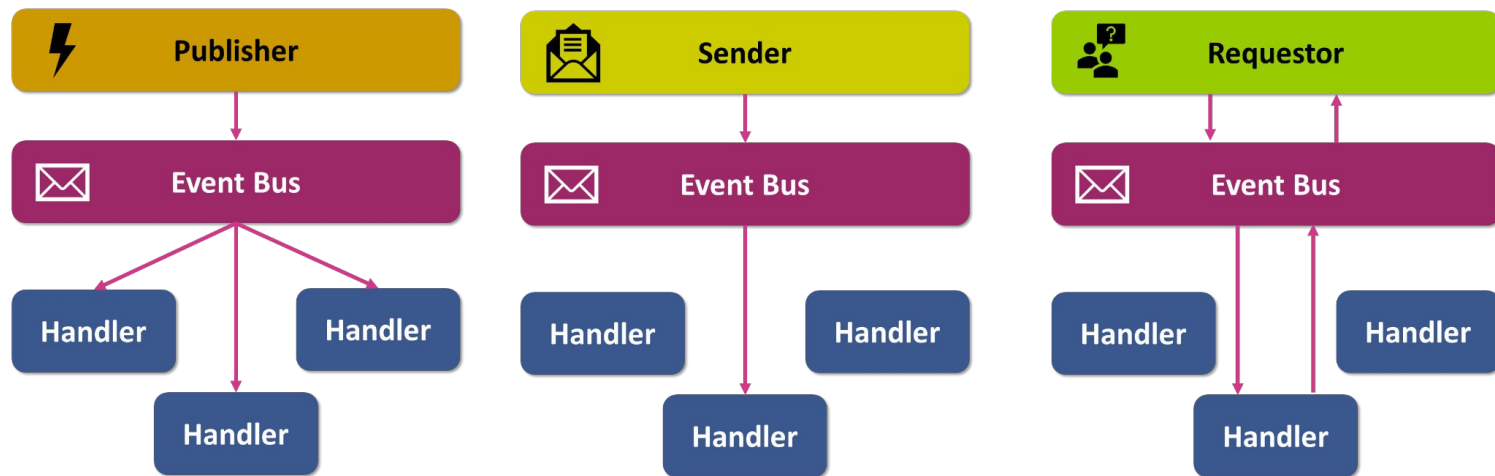 Publisher
Sender
Requestor
Event Bus
Event Bus
Event Bus
Handler
Handler
Handler
Handler
Handler
Handler
Handler
Handler
Handler
?